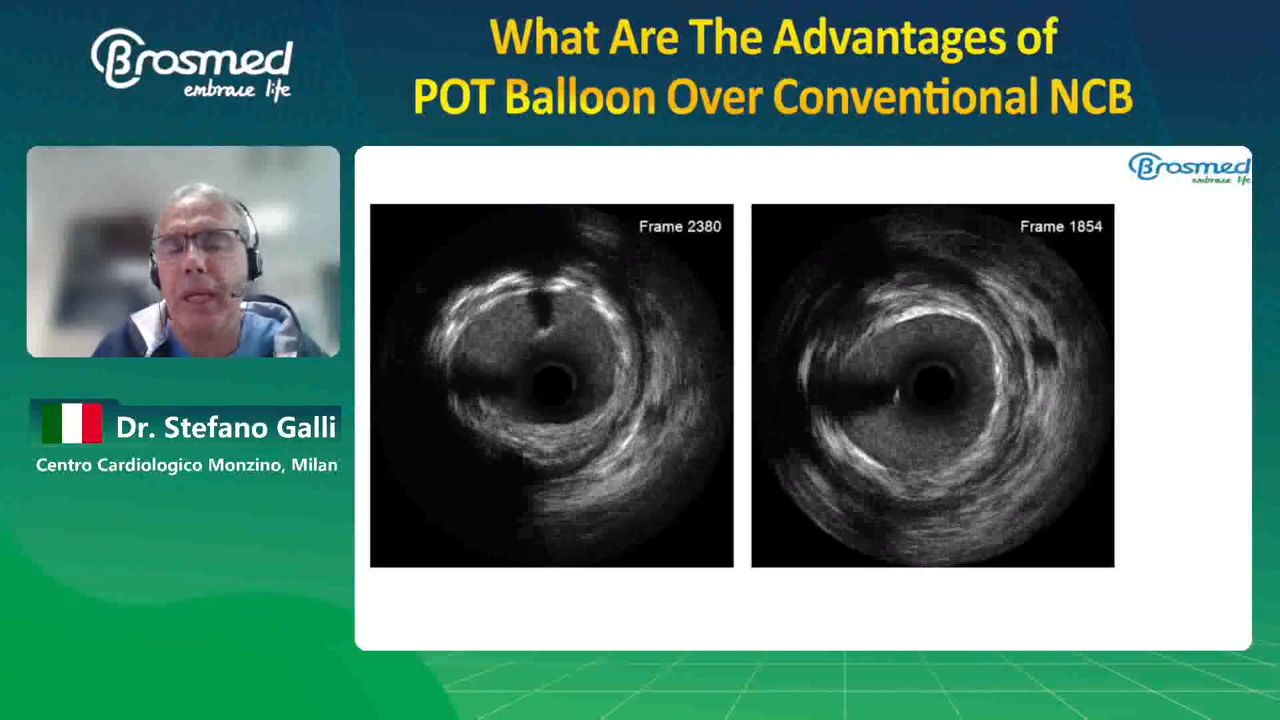 Brosmed
embrace life
What Are The Advantages of
POT Balloon Over Conventional NCB
Brosmed
embrace life
Frame 2380
Frame 1854
Dr. Stefano Galli
Centro Cardiologico Monzino, Milan